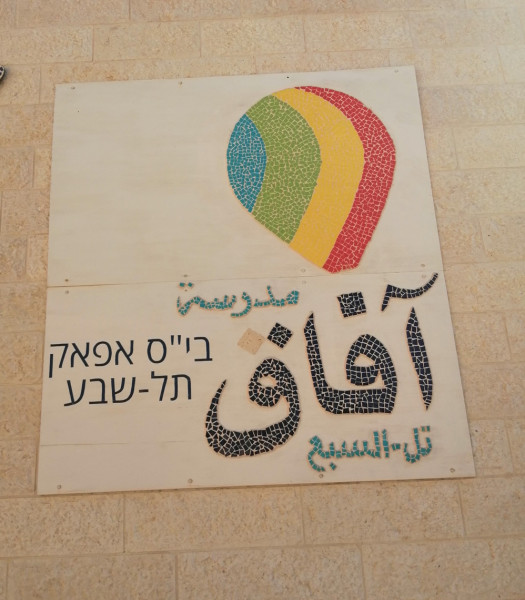 مدرسة
آفاق
تل-السبع
בי"ס אפאק
תל-שבע